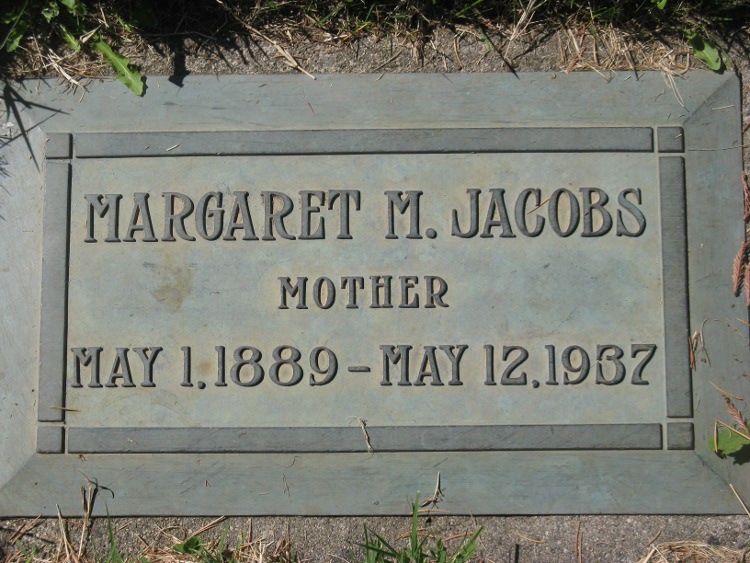 MARGARET M. JACOBS
MOTHER
MAY 1, 1889 - MAY 12, 1937